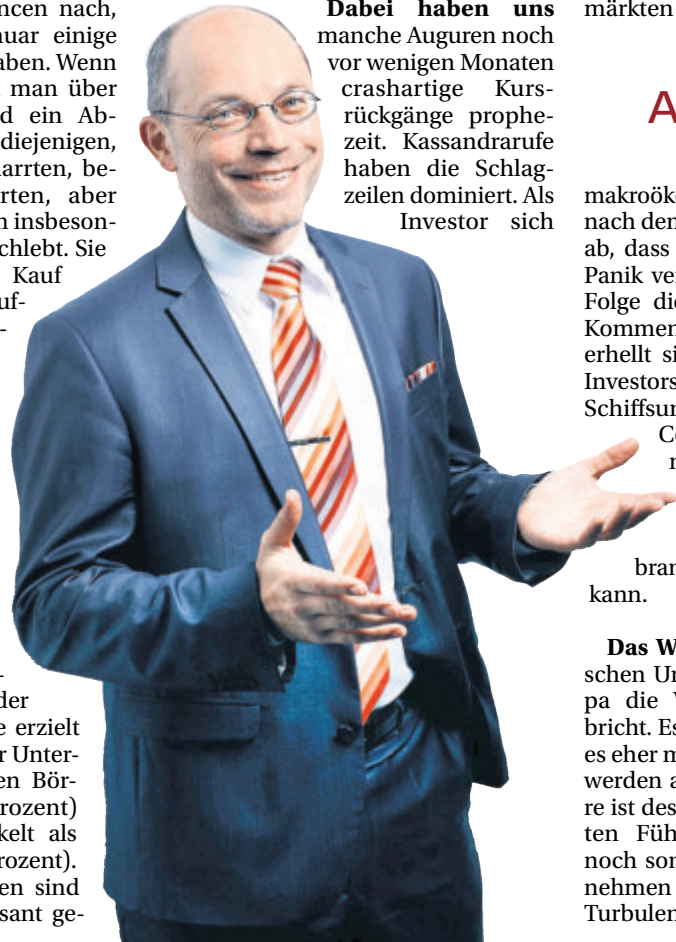 ncen nach,
uar einige
aben. Wenn
man über
d ein Ab-
diejenigen,
arrten, be-
rten, aber
n insbeson-
chlebt. Sie
Kauf
uf-
-
-
der
e erzielt
r Unter-
en Bör-
rozent)
kelt als
rozent).
en sind
sant ge-
Dabei haben uns
manche Auguren noch
vor wenigen Monaten
crashartige Kurs-
rückgänge prophe-
zeit. Kassandrarufe
haben die Schlag-
zeilen dominiert. Als
Investor sich
märkten
A
makroöko
nach den
ab, dass
Panik ve
Folge die
Kommen
erhellt si
Investors
Schiffsun
Co
n
bran
kann.
Das W
schen Un
pa die
bricht. Es
es eher m
werden a
re ist des
ten Füh
noch son
nehmen
Turbulen